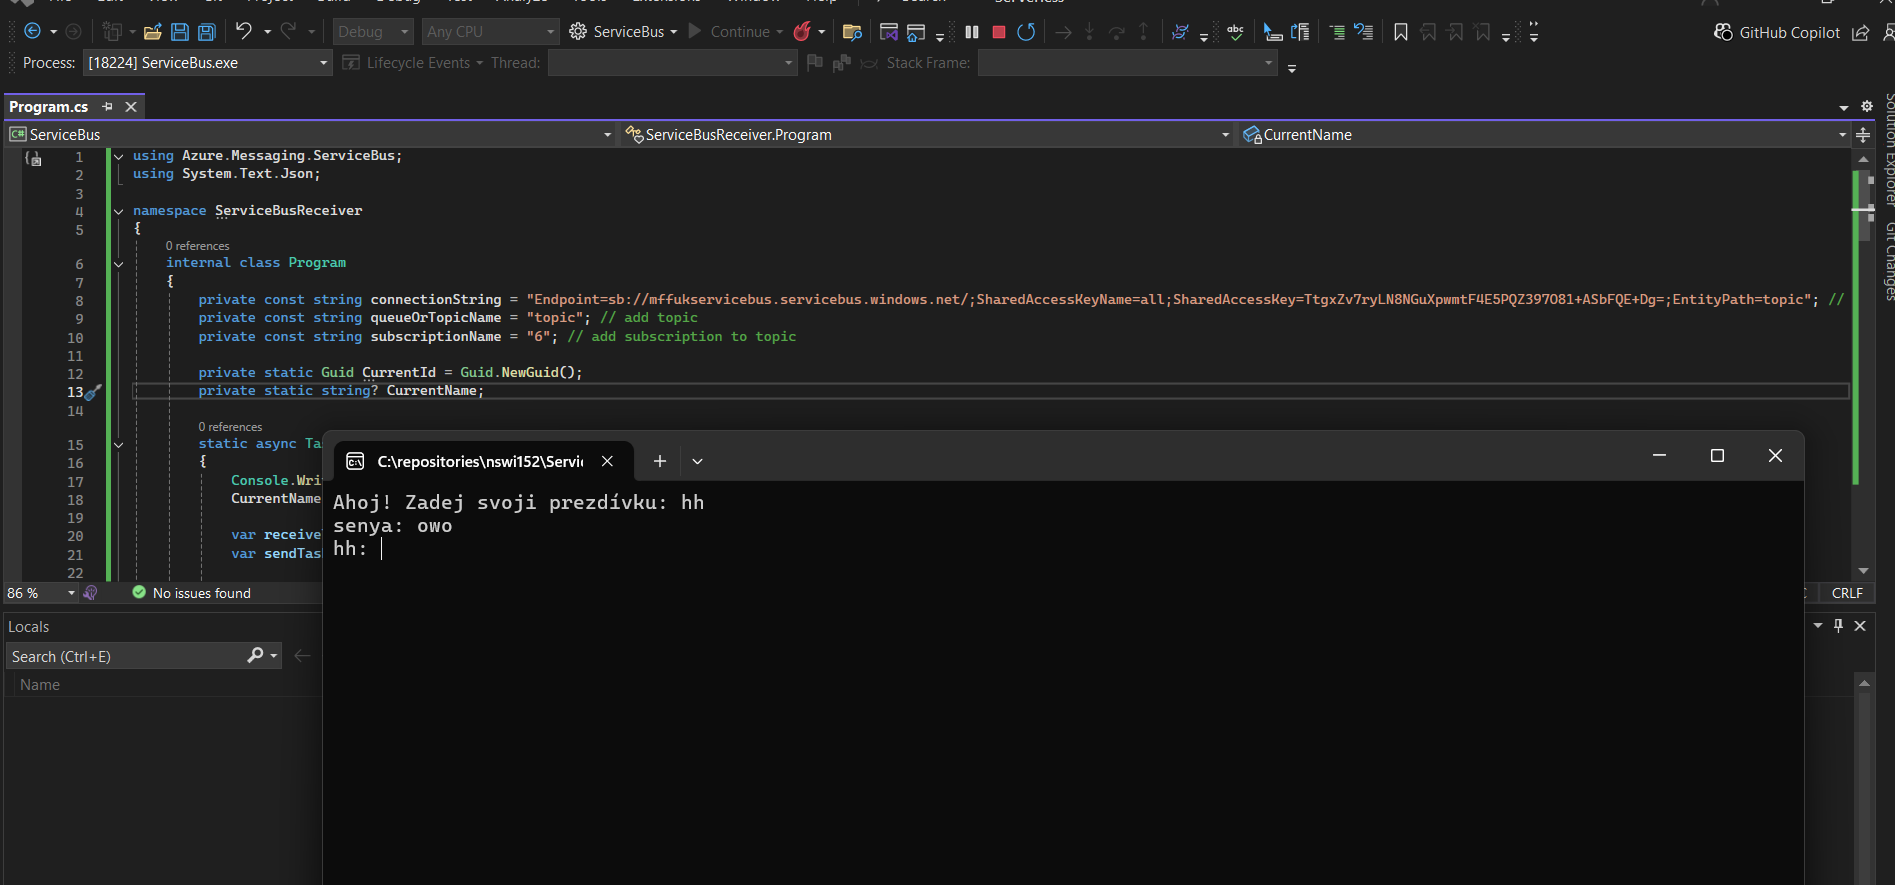 Debug
Any CPU
ServiceBus
Continue
GitHub Copilot
Process:
[18224] ServiceBus.exe
Lifecycle Events
Thread:
Stack Frame:
Program.cs
ServiceBus
ServiceBusReceiver.Program
CurrentName
Solution Explorer
Git Changes
1 using Azure.Messaging.ServiceBus;
2 using System.Text.Json;
3
4 namespace ServiceBusReceiver
5 {
0 references
6 internal class Program
7 {
8 private const string connectionString = "Endpoint=sb://mffukservicebus.servicebus.windows.net/;SharedAccessKeyName=all;SharedAccessKey=TtgxZv7ryLN8NGuXpwmtF4E5PQZ397O81+ASbFQE+Dg=;EntityPath=topic"; //
9 private const string queueOrTopicName = "topic"; // add topic
10 private const string subscriptionName = "6"; // add subscription to topic
11
12 private static Guid CurrentId = Guid.NewGuid();
13 private static string? CurrentName;
14
0 references
15 static async Ta
16 {
17 Console.Wri
18 CurrentName
19
20 var receive
21 var sendTas
22
C:\repositories\nswi152\Servi
Ahoj! Zadej svoji prezdívku: hh
senya: owo
hh:
86 %
No issues found
CRLF
Locals
Search (Ctrl+E)
Name